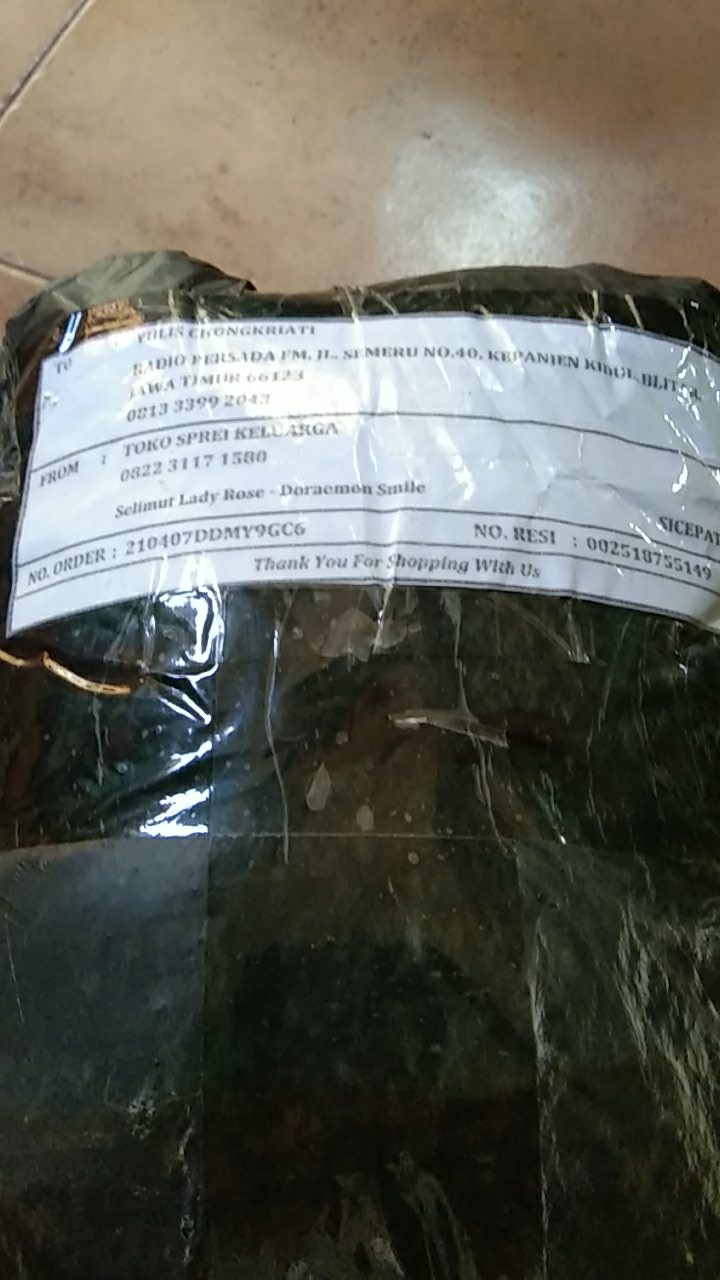 TO : YULIS CHONGKRIATI
RADIO PERSADA FM, JL. SEMERU NO.40, KEPANJEN KIDUL, BLITAR
JAWA TIMUR 66123
0813 3399 2043
FROM : TOKO SPREI KELUARGA
0822 3117 1580
Selimut Lady Rose - Doraemon Smile
SICEPAT
NO. ORDER : 210407DDMY9GC6 NO. RESI : 002518755149
Thank You For Shopping With Us